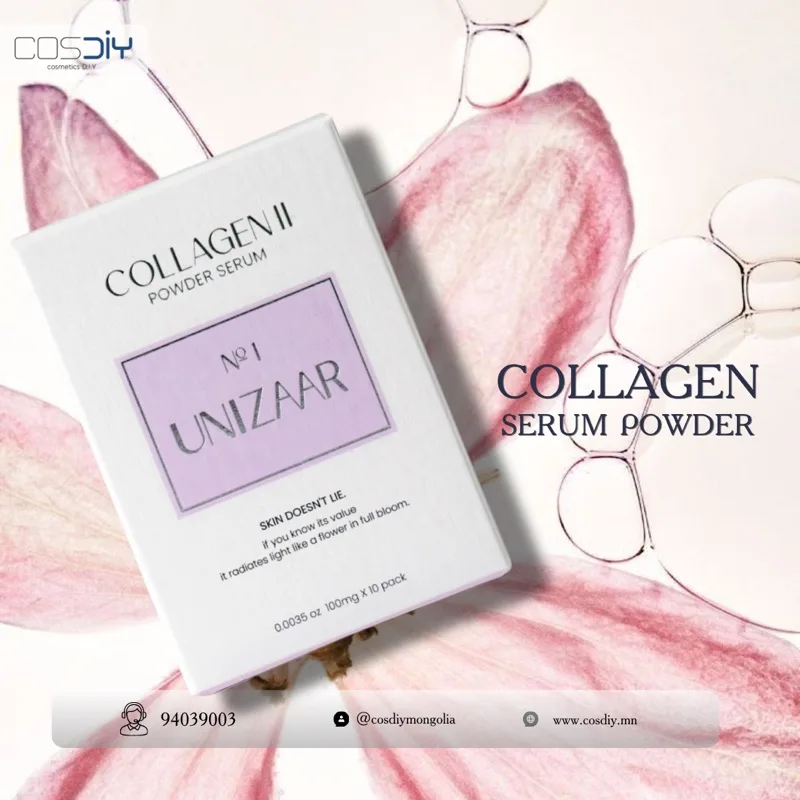 COSDIY
cosmetics D.I.Y
COLLAGEN II
POWDER SERUM
Nº 1
UNIZAAR
SKIN DOESN'T LIE.
if you know its value
it radiates light like a flower in full bloom.
0.0035 oz 100mg X 10 pack
COLLAGEN
SERUM POWDER
94039003
@cosdiymongolia
www.cosdiy.mn